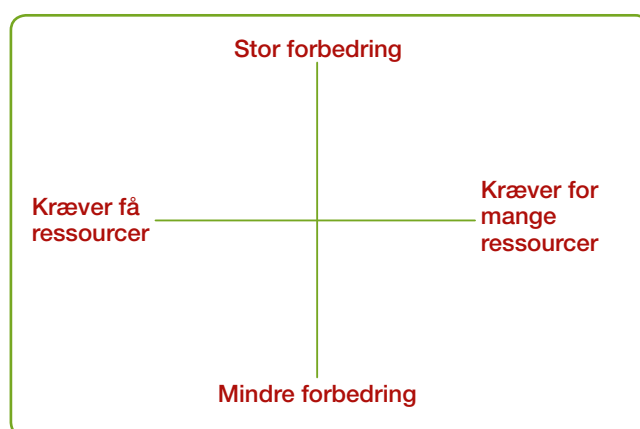 Stor forbedring
Kræver få
ressourcer
Kræver for
mange
ressourcer
Mindre forbedring